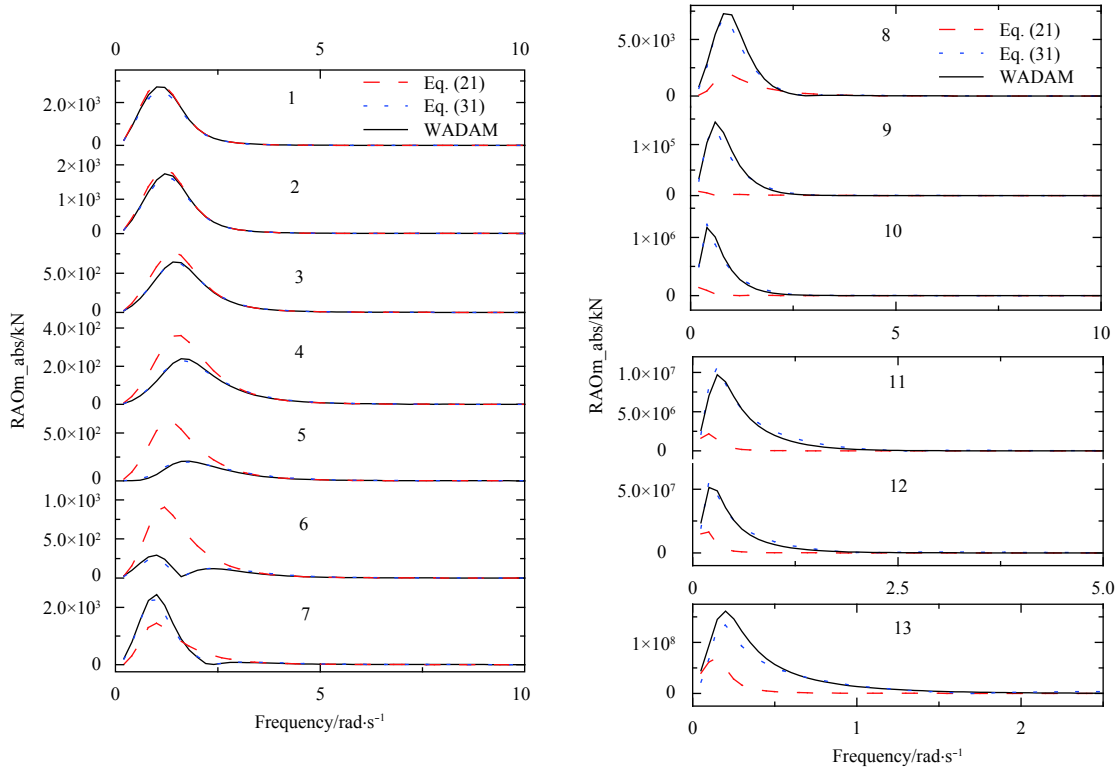 0 5 10
Eq. (21)
Eq. (31)
WADAM
2.0×10³
0
1
2×10³
1×10³
0
2
5.0×10²
0
3
4.0×10²
2.0×10²
0
4
5.0×10²
0
5
1.0×10³
5.0×10²
0
6
2.0×10³
0
7
0 5 10
RAOm_abs/kN
Frequency/rad·s⁻¹
Eq. (21)
Eq. (31)
WADAM
5.0×10³
0
8
1×10⁵
0
9
1×10⁶
0
10
0 5 10
RAOm_abs/kN
1.0×10⁷
5.0×10⁶
0
11
5.0×10⁷
0
12
0 2.5 5.0
1×10⁸
0
13
0 1 2
Frequency/rad·s⁻¹